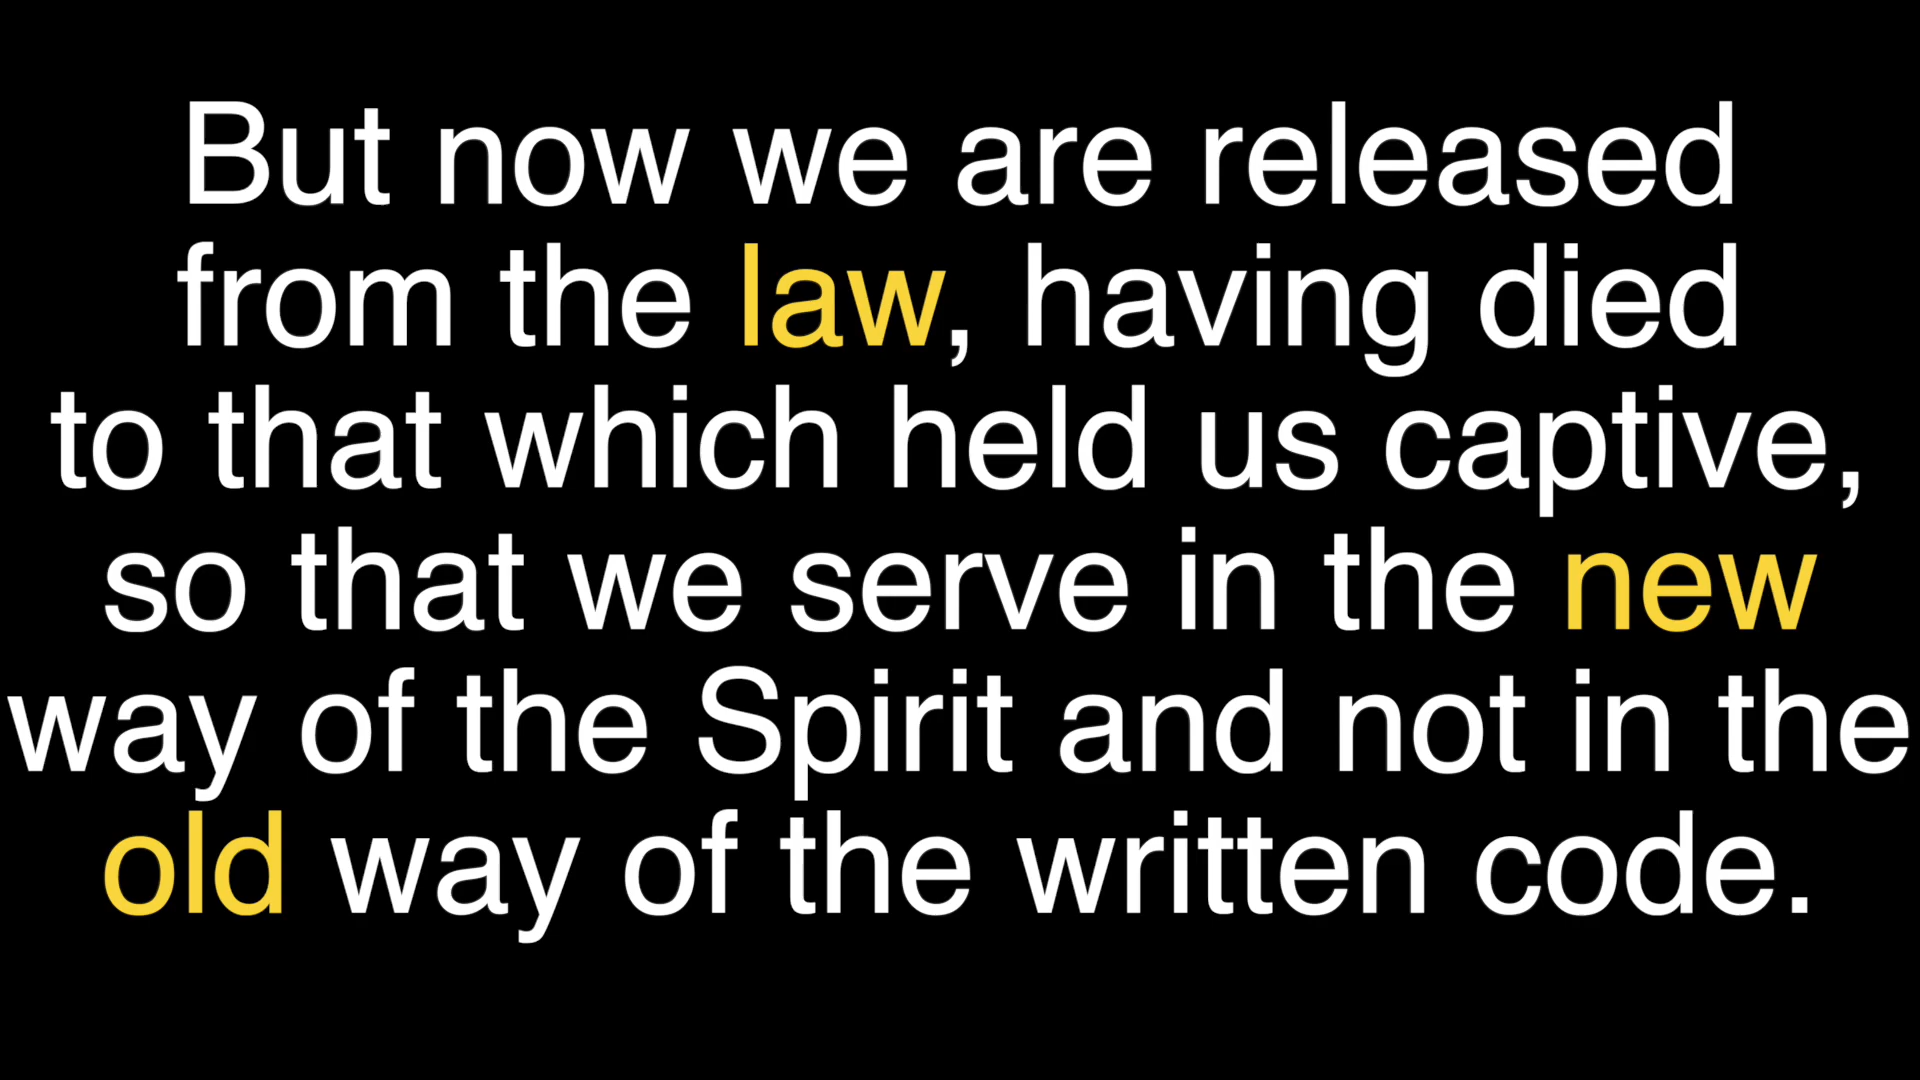 But now we are released
from the law, having died
to that which held us captive,
so that we serve in the new
way of the Spirit and not in the
old way of the written code.